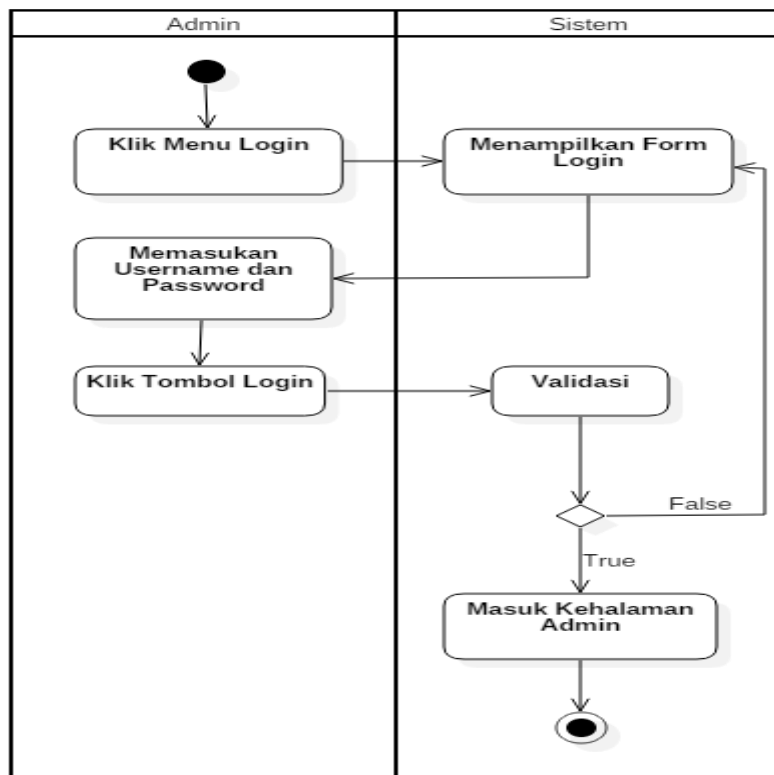 Admin
Sistem
Klik Menu Login
Menampilkan Form
Login
Memasukan
Username dan
Password
Klik Tombol Login
Validasi
False
True
Masuk Kehalaman
Admin